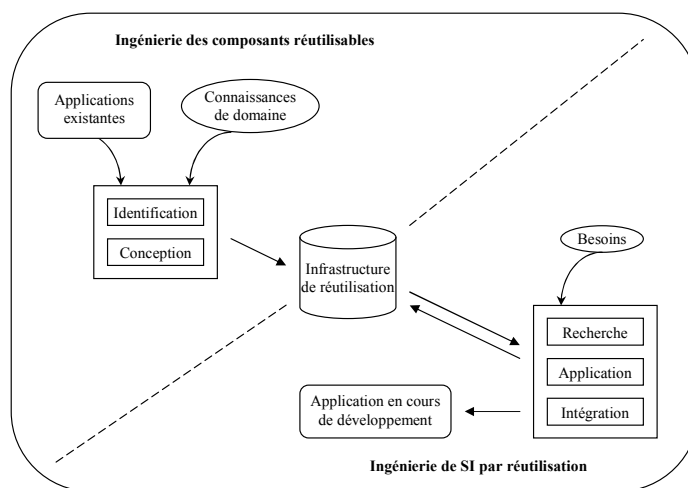 Ingénierie des composants réutilisables
Applications
existantes
Connaissances
de domaine
Identification
Conception
Infrastructure
de réutilisation
Besoins
Recherche
Application
Intégration
Application en cours
de développement
Ingénierie de SI par réutilisation